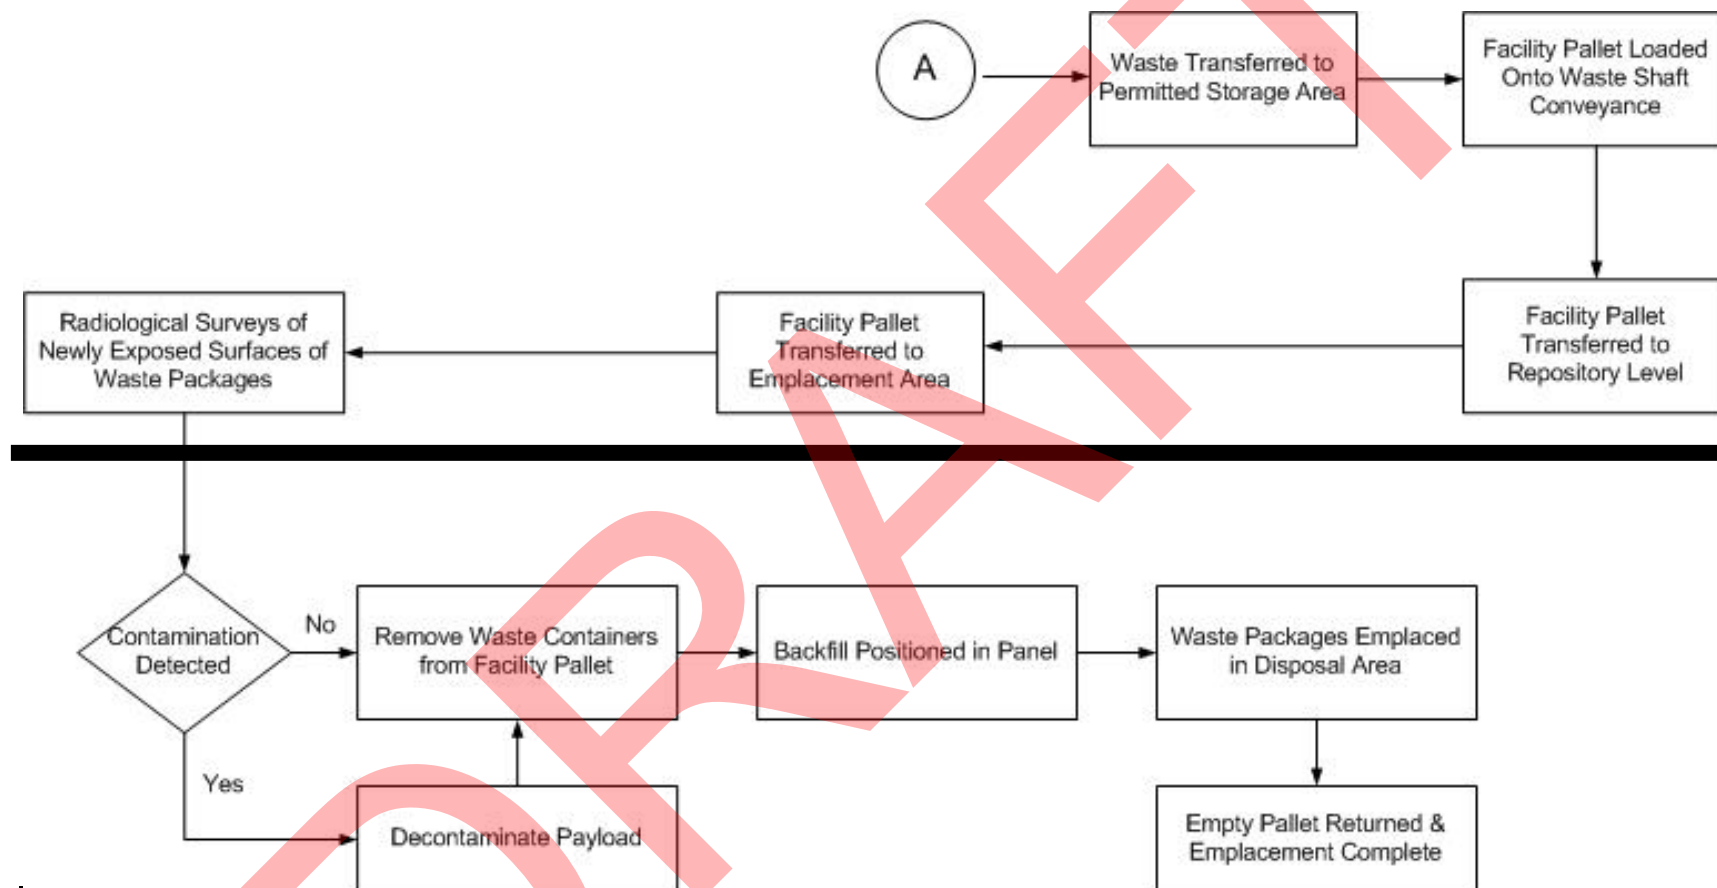 A
Waste Transferred to
Permitted Storage Area
Facility Pallet Loaded
Onto Waste Shaft
Conveyance
Facility Pallet
Transferred to
Repository Level
Facility Pallet
Transferred to
Emplacement Area
Radiological Surveys of
Newly Exposed Surfaces of
Waste Packages
Contamination
Detected
No
Yes
Remove Waste Containers
from Facility Pallet
Backfill Positioned in Panel
Waste Packages Emplaced
in Disposal Area
Decontaminate Payload
Empty Pallet Returned &
Emplacement Complete
DRAFT